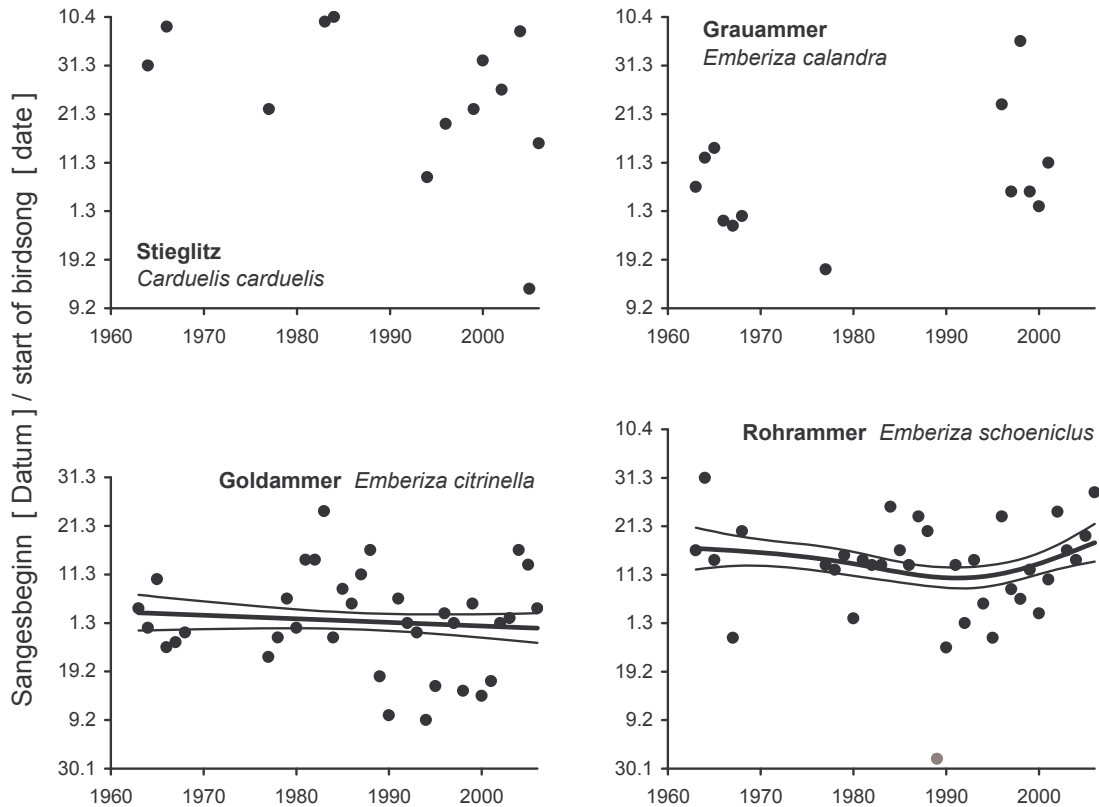 Sangesbeginn [ Datum ] / start of birdsong [ date ]
10.4
31.3
21.3
11.3
1.3
19.2
9.2
Stieglitz
Carduelis carduelis
1960 1970 1980 1990 2000
10.4
31.3
21.3
11.3
1.3
19.2
9.2
Grauammer
Emberiza calandra
1960 1970 1980 1990 2000
Goldammer Emberiza citrinella
31.3
21.3
11.3
1.3
19.2
9.2
30.1
1960 1970 1980 1990 2000
Rohrammer Emberiza schoeniclus
10.4
31.3
21.3
11.3
1.3
19.2
9.2
30.1
1960 1970 1980 1990 2000